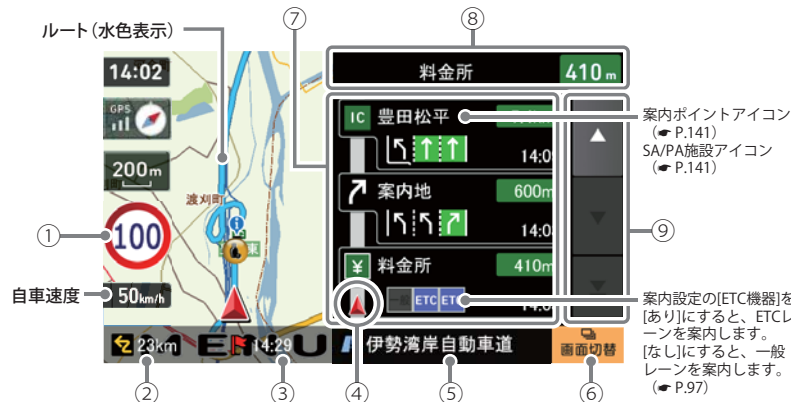 ⑦
⑧
ルート（水色表示）
14:02
GPS
200m
渡刈町
東
①
100
自車速度
50km/h
23km
14:29
②
③
料金所
410m
IC 豊田松平
14:0
案内地
600m
14:0
¥ 料金所
410m
一般 ETC ETC
伊勢湾岸自動車道
画面切替
④
⑤
⑥
案内ポイントアイコン
（☛ P.141）
SA/PA施設アイコン
（☛ P.141）
⑨
案内設定の[ETC機器]を
[あり]にすると、ETCレ
ーンを案内します。
[なし]にすると、一般
レーンを案内します。
（☛ P.97）